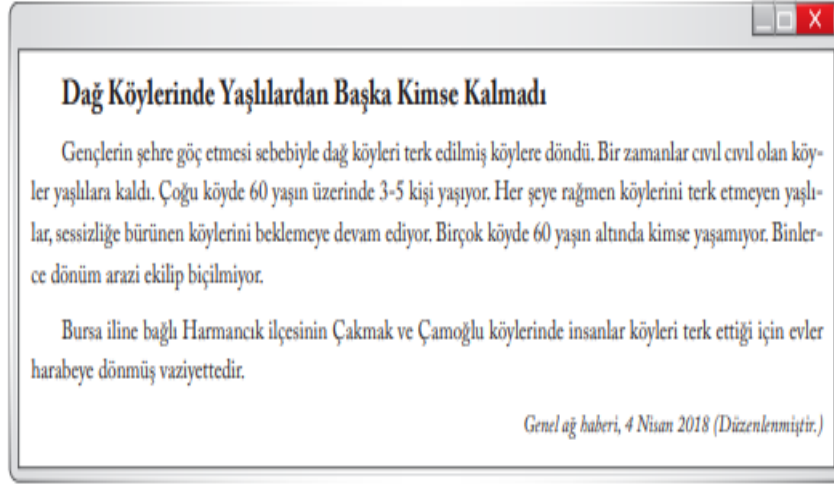 Dağ Köylerinde Yaşlılardan Başka Kimse Kalmadı
Gençlerin şehre göç etmesi sebebiyle dağ köyleri terk edilmiş köylere döndü. Bir zamanlar cıvıl cıvıl olan köy-
ler yaşlılara kaldı. Çoğu köyde 60 yaşın üzerinde 3-5 kişi yaşıyor. Her şeye rağmen köylerini terk etmeyen yaşlı-
lar, sessizliğe bürünen köylerini beklemeye devam ediyor. Birçok köyde 60 yaşın altında kimse yaşamıyor. Binler-
ce dönüm arazi ekilip biçilmiyor.
Bursa iline bağlı Harmancık ilçesinin Çakmak ve Çamoğlu köylerinde insanlar köyleri terk ettiği için evler
harabeye dönmüş vaziyettedir.
Genel ağ haberi, 4 Nisan 2018 (Düzenlenmiştir.)